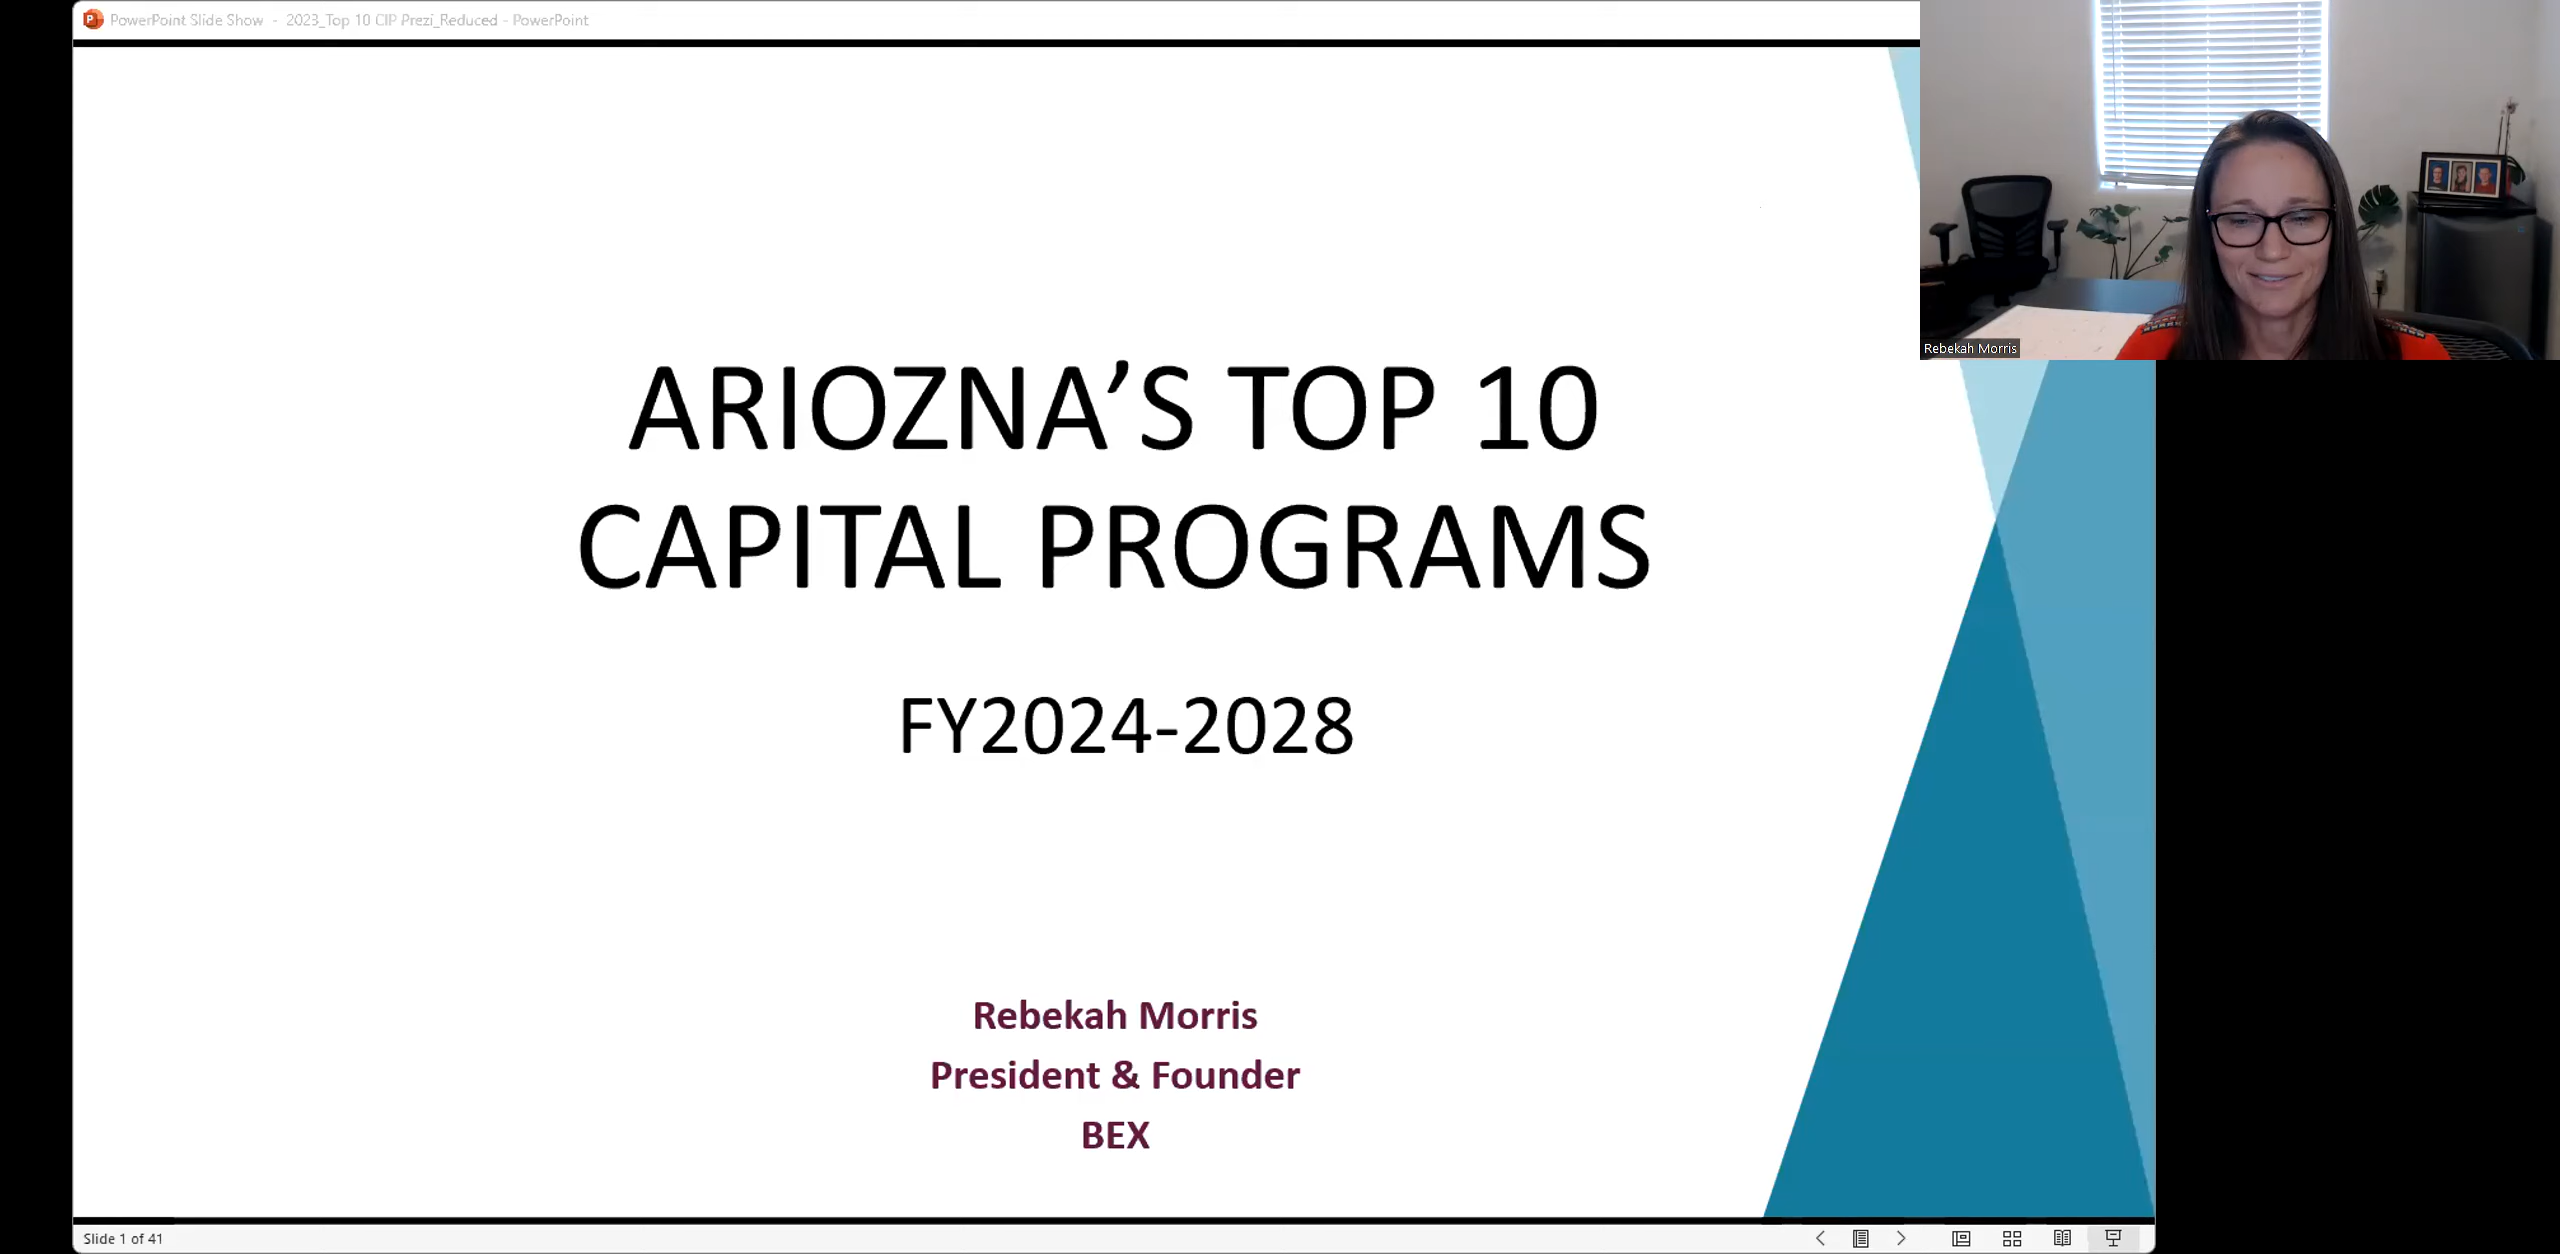 PowerPoint Slide Show - 2023_Top 10 CIP Prezi_Reduced - PowerPoint
Rebekah Morris
ARIOZNA’S TOP 10
CAPITAL PROGRAMS
FY2024-2028
Rebekah Morris
President & Founder
BEX
Slide 1 of 41